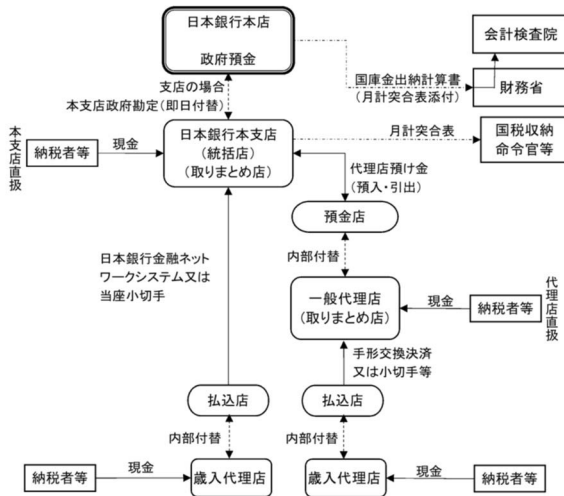 日本銀行本店
政府預金
会計検査院
支店の場合
本支店政府勘定(即日付替)
国庫金出納計算書
(月計突合表添付)
財務省
本支店直扱
納税者等
現金
日本銀行本支店
(統括店)
(取りまとめ店)
月計突合表
国税収納
命令官等
代理店預け金
(預入・引出)
預金店
日本銀行金融ネット
ワークシステム又は
当座小切手
内部付替
一般代理店
(取りまとめ店)
現金
納税者等
代理店直扱
手形交換決済
又は小切手等
払込店
払込店
内部付替
内部付替
納税者等
現金
歳入代理店
歳入代理店
現金
納税者等